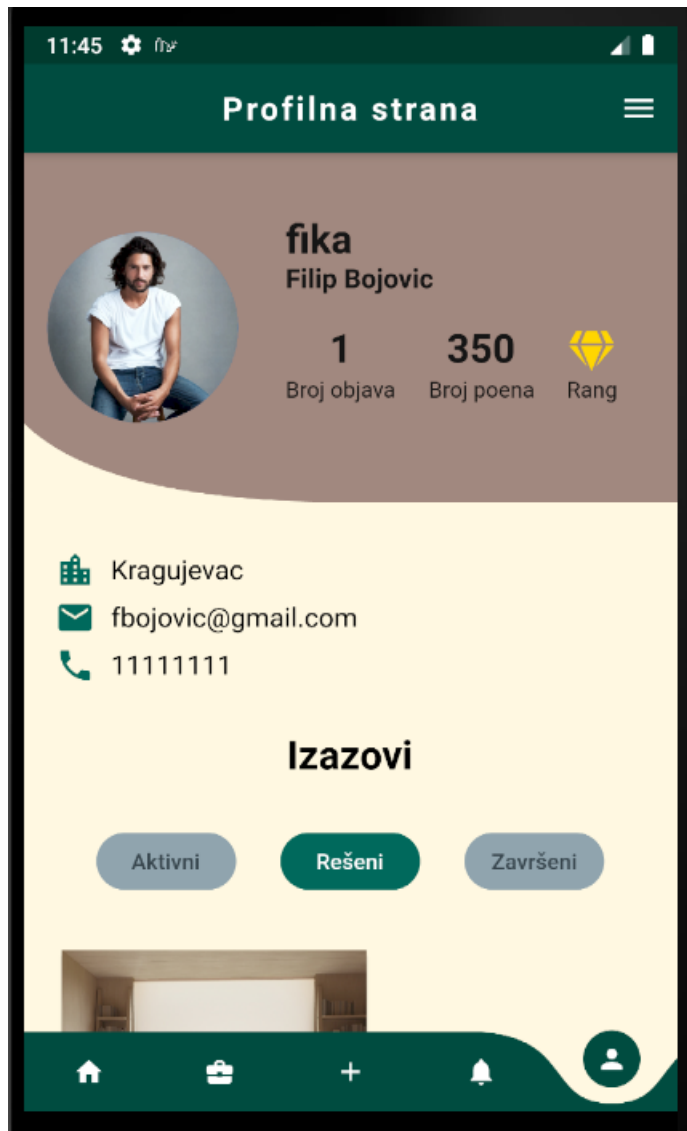 11:45
Profilna strana
fika
Filip Bojovic
1 350
Broj objava Broj poena Rang
Kragujevac
fbojovic@gmail.com
11111111
Izazovi
Aktivni Rešeni Završeni